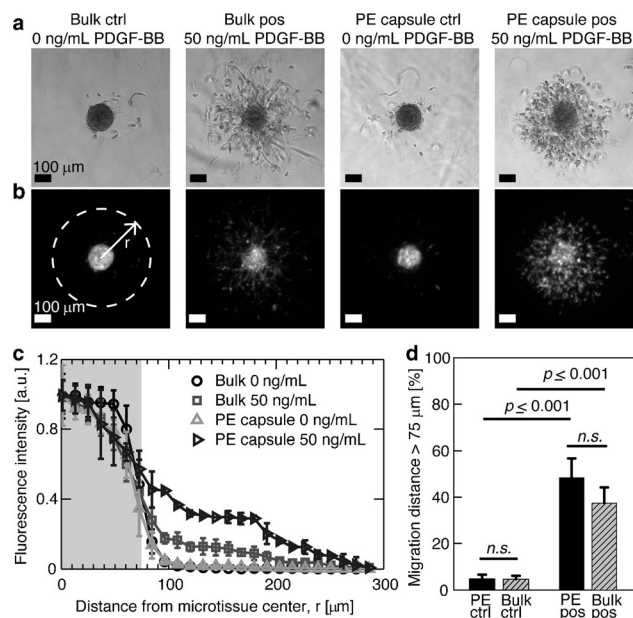 a
Bulk ctrl
0 ng/mL PDGF-BB
Bulk pos
50 ng/mL PDGF-BB
PE capsule ctrl
0 ng/mL PDGF-BB
PE capsule pos
50 ng/mL PDGF-BB
100 μm
b
r
100 μm
c
1.2
0.8
0.4
0
Fluorescence intensity [a.u.]
Bulk 0 ng/mL
Bulk 50 ng/mL
PE capsule 0 ng/mL
PE capsule 50 ng/mL
0 100 200 300
Distance from microtissue center, r [μm]
d
100
80
60
40
20
0
Migration distance > 75 μm [%]
p ≤ 0.001
p ≤ 0.001
n.s.
n.s.
PE ctrl
Bulk ctrl
PE pos
Bulk pos